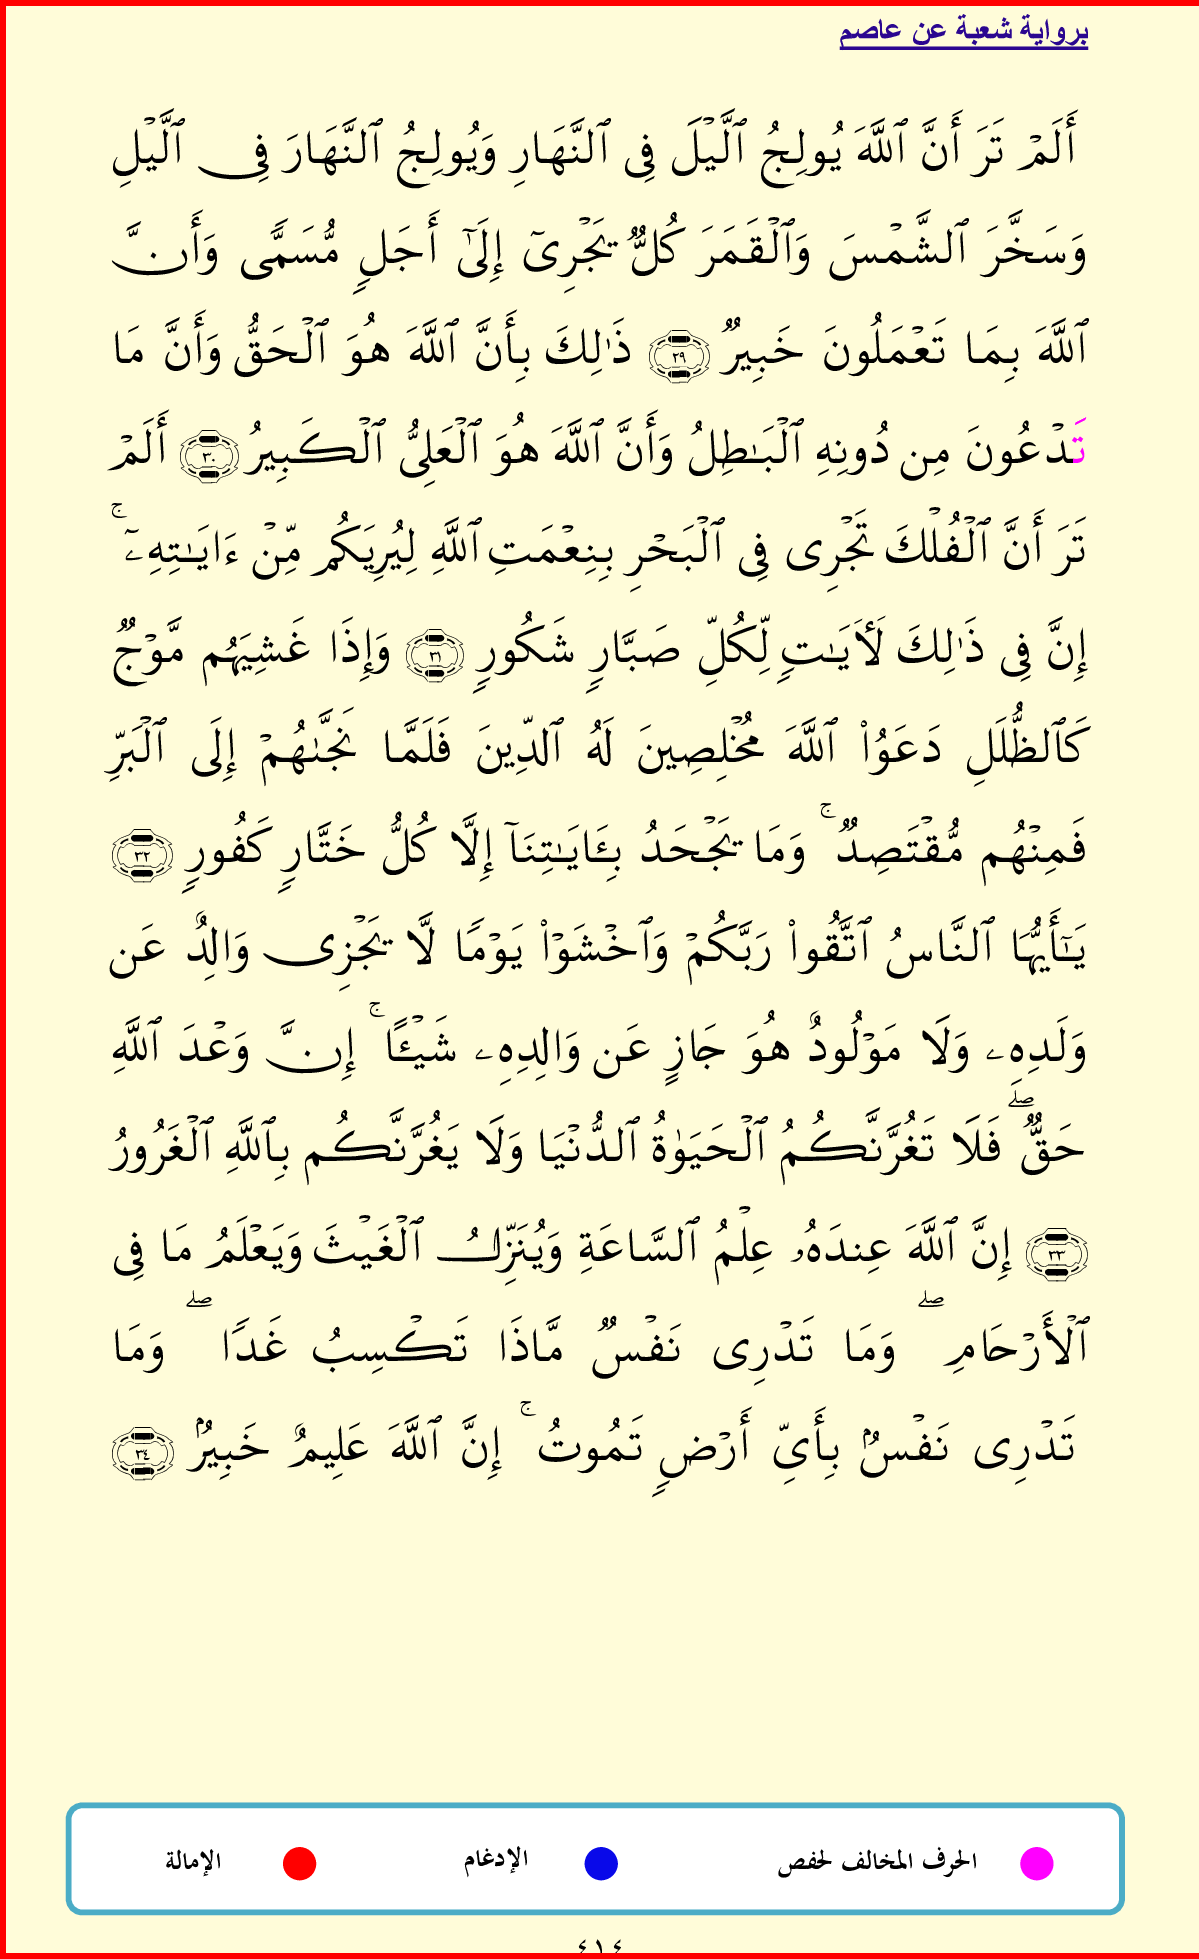 برواية شعبة عن عاصم
أَلَمۡ تَرَ أَنَّ ٱللَّهَ يُولِجُ ٱلَّيۡلَ فِى ٱلنَّهَارِ وَيُولِجُ ٱلنَّهَارَ فِى ٱلَّيۡلِ
وَسَخَّرَ ٱلشَّمۡسَ وَٱلۡقَمَرَ كُلٌّ يَجۡرِىٓ إِلَىٰٓ أَجَلٍ مُّسَمًّى وَأَنَّ
ٱللَّهَ بِمَا تَعۡمَلُونَ خَبِيرٌ ٢٩ ذَٰلِكَ بِأَنَّ ٱللَّهَ هُوَ ٱلۡحَقُّ وَأَنَّ مَا
تَدۡعُونَ مِن دُونِهِ ٱلۡبَـٰطِلُ وَأَنَّ ٱللَّهَ هُوَ ٱلۡعَلِىُّ ٱلۡكَبِيرُ ٣٠ أَلَمۡ
تَرَ أَنَّ ٱلۡفُلۡكَ تَجۡرِى فِى ٱلۡبَحۡرِ بِنِعۡمَتِ ٱللَّهِ لِيُرِيَكُم مِّنۡ ءَايَـٰتِهِۦٓ ۚ
إِنَّ فِى ذَٰلِكَ لَأَيَـٰتٍ لِّكُلِّ صَبَّارٍ شَكُورٍ ٣١ وَإِذَا غَشِيَهُم مَّوۡجٌ
كَٱلظُّلَلِ دَعَوُاْ ٱللَّهَ مُخۡلِصِينَ لَهُ ٱلدِّينَ فَلَمَّا نَجَّىٰهُمۡ إِلَى ٱلۡبَرِّ
فَمِنۡهُم مُّقۡتَصِدٌ ۚ وَمَا يَجۡحَدُ بِـَٔايَـٰتِنَآ إِلَّا كُلُّ خَتَّارٍ كَفُورٍ ٣٢
يَـٰٓأَيُّهَا ٱلنَّاسُ ٱتَّقُواْ رَبَّكُمۡ وَٱخۡشَوۡاْ يَوۡمًا لَّا يَجۡزِى وَالِدٌ عَن
وَلَدِهِۦ وَلَا مَوۡلُودٌ هُوَ جَازٍ عَن وَالِدِهِۦ شَيۡـًٔا ۚ إِنَّ وَعۡدَ ٱللَّهِ
حَقٌّ ۖ فَلَا تَغُرَّنَّكُمُ ٱلۡحَيَوٰةُ ٱلدُّنۡيَا وَلَا يَغُرَّنَّكُم بِٱللَّهِ ٱلۡغَرُورُ
٣٣ إِنَّ ٱللَّهَ عِندَهُۥ عِلۡمُ ٱلسَّاعَةِ وَيُنَزِّلُ ٱلۡغَيۡثَ وَيَعۡلَمُ مَا فِى
ٱلۡأَرۡحَامِ ۖ وَمَا تَدۡرِى نَفۡسٌ مَّاذَا تَكۡسِبُ غَدًا ۖ وَمَا
تَدۡرِى نَفۡسُۢ بِأَىِّ أَرۡضٍ تَمُوتُ ۚ إِنَّ ٱللَّهَ عَلِيمٌ خَبِيرُۢ ٣٤
الحرف المخالف لحفص الإدغام الإمالة
٤١٤